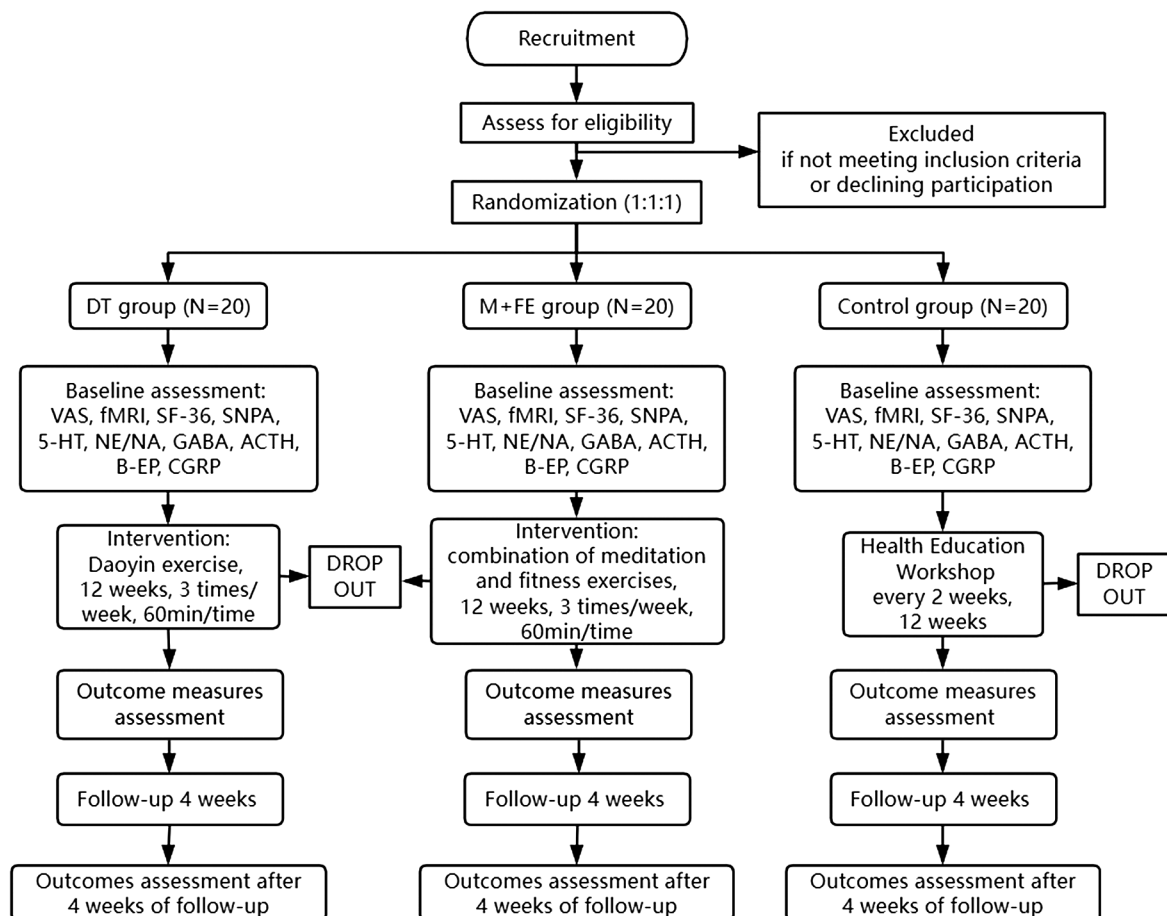 Recruitment
Assess for eligibility
Excluded
if not meeting inclusion criteria
or declining participation
Randomization (1:1:1)
DT group (N=20)
M+FE group (N=20)
Control group (N=20)
Baseline assessment:
VAS, fMRI, SF-36, SNPA,
5-HT, NE/NA, GABA, ACTH,
B-EP, CGRP
Baseline assessment:
VAS, fMRI, SF-36, SNPA,
5-HT, NE/NA, GABA, ACTH,
B-EP, CGRP
Baseline assessment:
VAS, fMRI, SF-36, SNPA,
5-HT, NE/NA, GABA, ACTH,
B-EP, CGRP
Intervention:
Daoyin exercise,
12 weeks, 3 times/
week, 60min/time
DROP
OUT
Intervention:
combination of meditation
and fitness exercises,
12 weeks, 3 times/week,
60min/time
Health Education
Workshop
every 2 weeks,
12 weeks
DROP
OUT
Outcome measures
assessment
Outcome measures
assessment
Outcome measures
assessment
Follow-up 4 weeks
Follow-up 4 weeks
Follow-up 4 weeks
Outcomes assessment after
4 weeks of follow-up
Outcomes assessment after
4 weeks of follow-up
Outcomes assessment after
4 weeks of follow-up